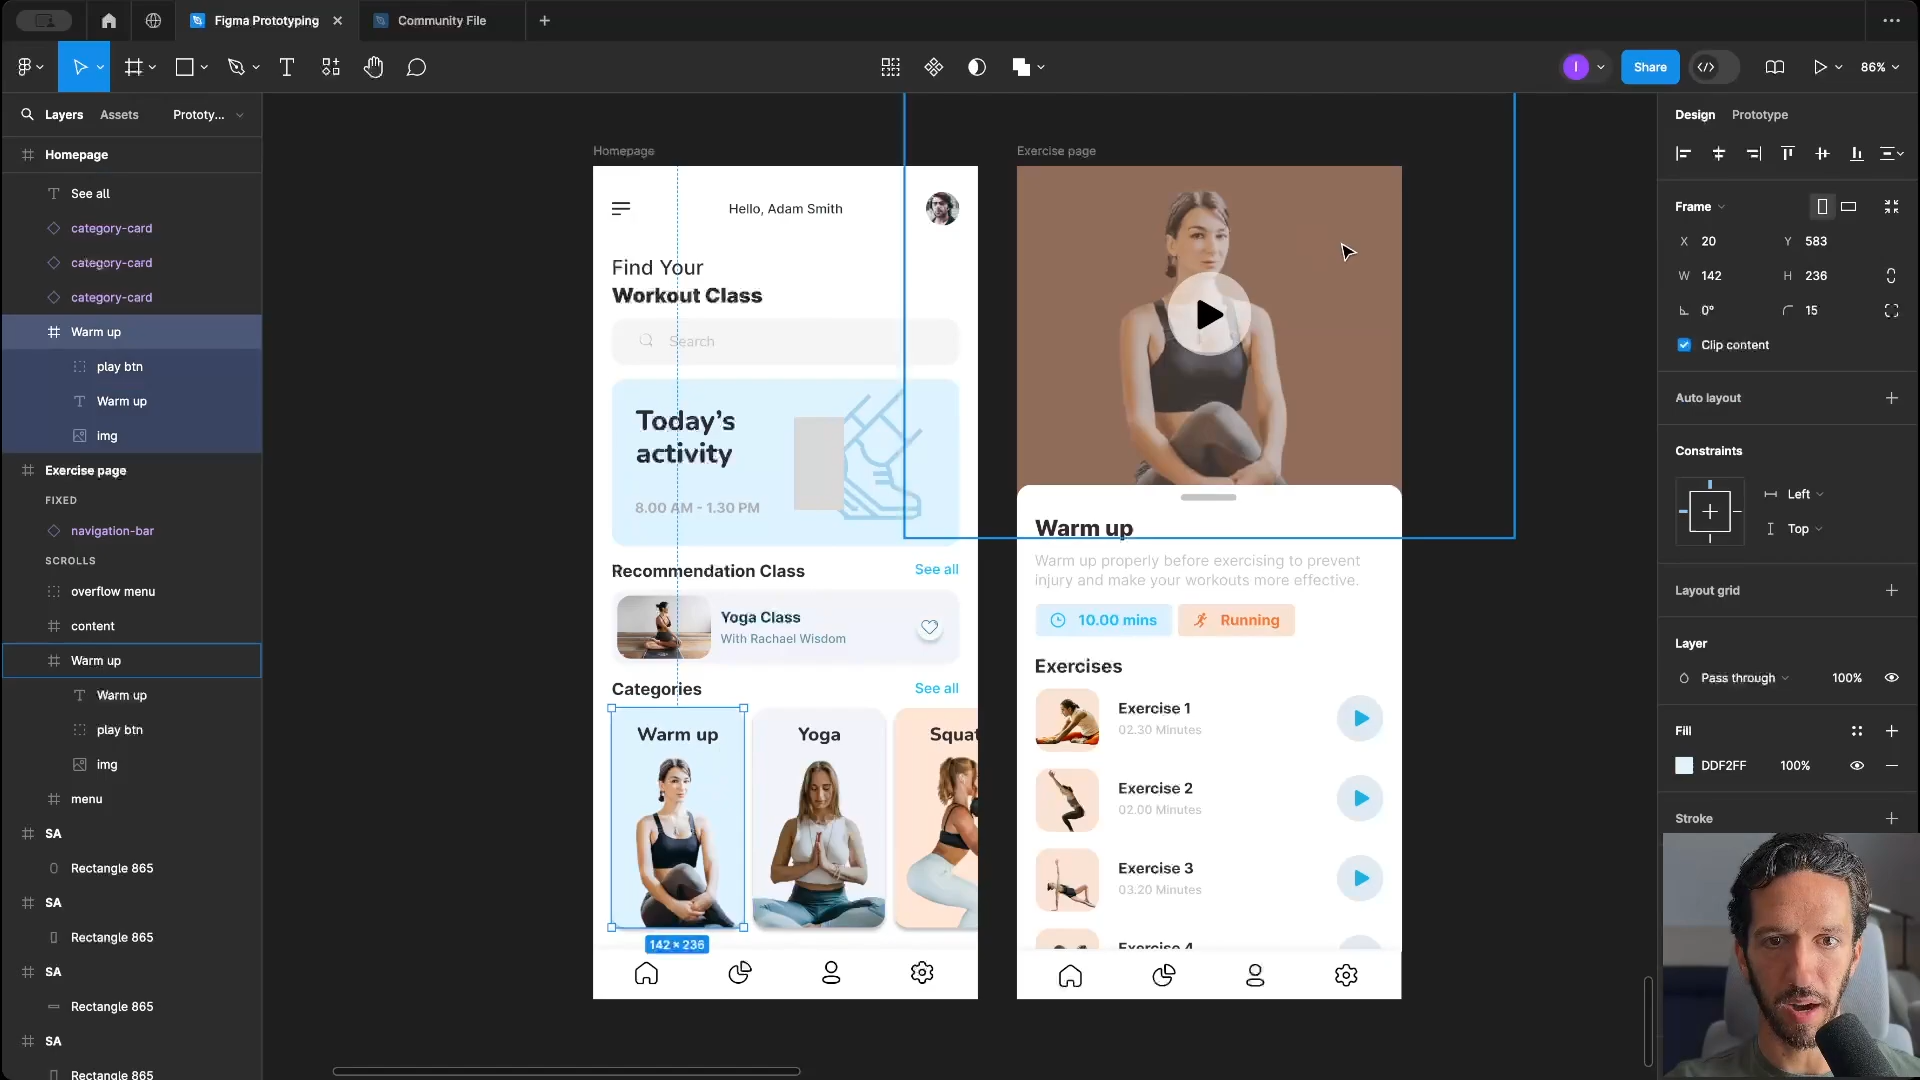 Figma Prototyping
Community File
Share
86%
Layers
Assets
Prototy...
Homepage
See all
category-card
category-card
category-card
Warm up
play btn
Warm up
img
Exercise page
FIXED
navigation-bar
SCROLLS
overflow menu
content
Warm up
Warm up
play btn
img
menu
SA
Rectangle 865
SA
Rectangle 865
SA
Rectangle 865
SA
Rectangle 865
Homepage
Hello, Adam Smith
Find Your
Workout Class
Search
Today's
activity
8.00 AM - 1.30 PM
Recommendation Class
See all
Yoga Class
With Rachael Wisdom
Categories
See all
Warm up
Yoga
Squat
142 × 236
Exercise page
Warm up
Warm up properly before exercising to prevent
injury and make your workouts more effective.
10.00 mins
Running
Exercises
Exercise 1
02.30 Minutes
Exercise 2
02.00 Minutes
Exercise 3
03.20 Minutes
Exercise 4
Design
Prototype
Frame
X 20
Y 583
W 142
H 236
0°
15
Clip content
Auto layout
Constraints
Left
Top
Layout grid
Layer
Pass through
100%
Fill
DDF2FF
100%
Stroke